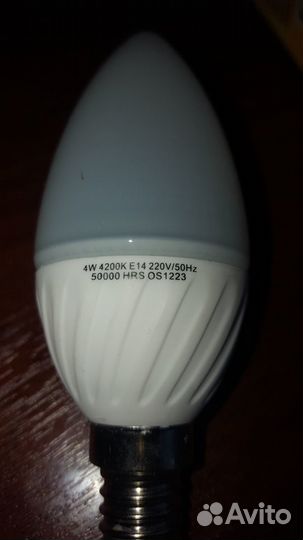 4W 4200K E14 220V/50Hz
50000 HRS OS1223
Avito